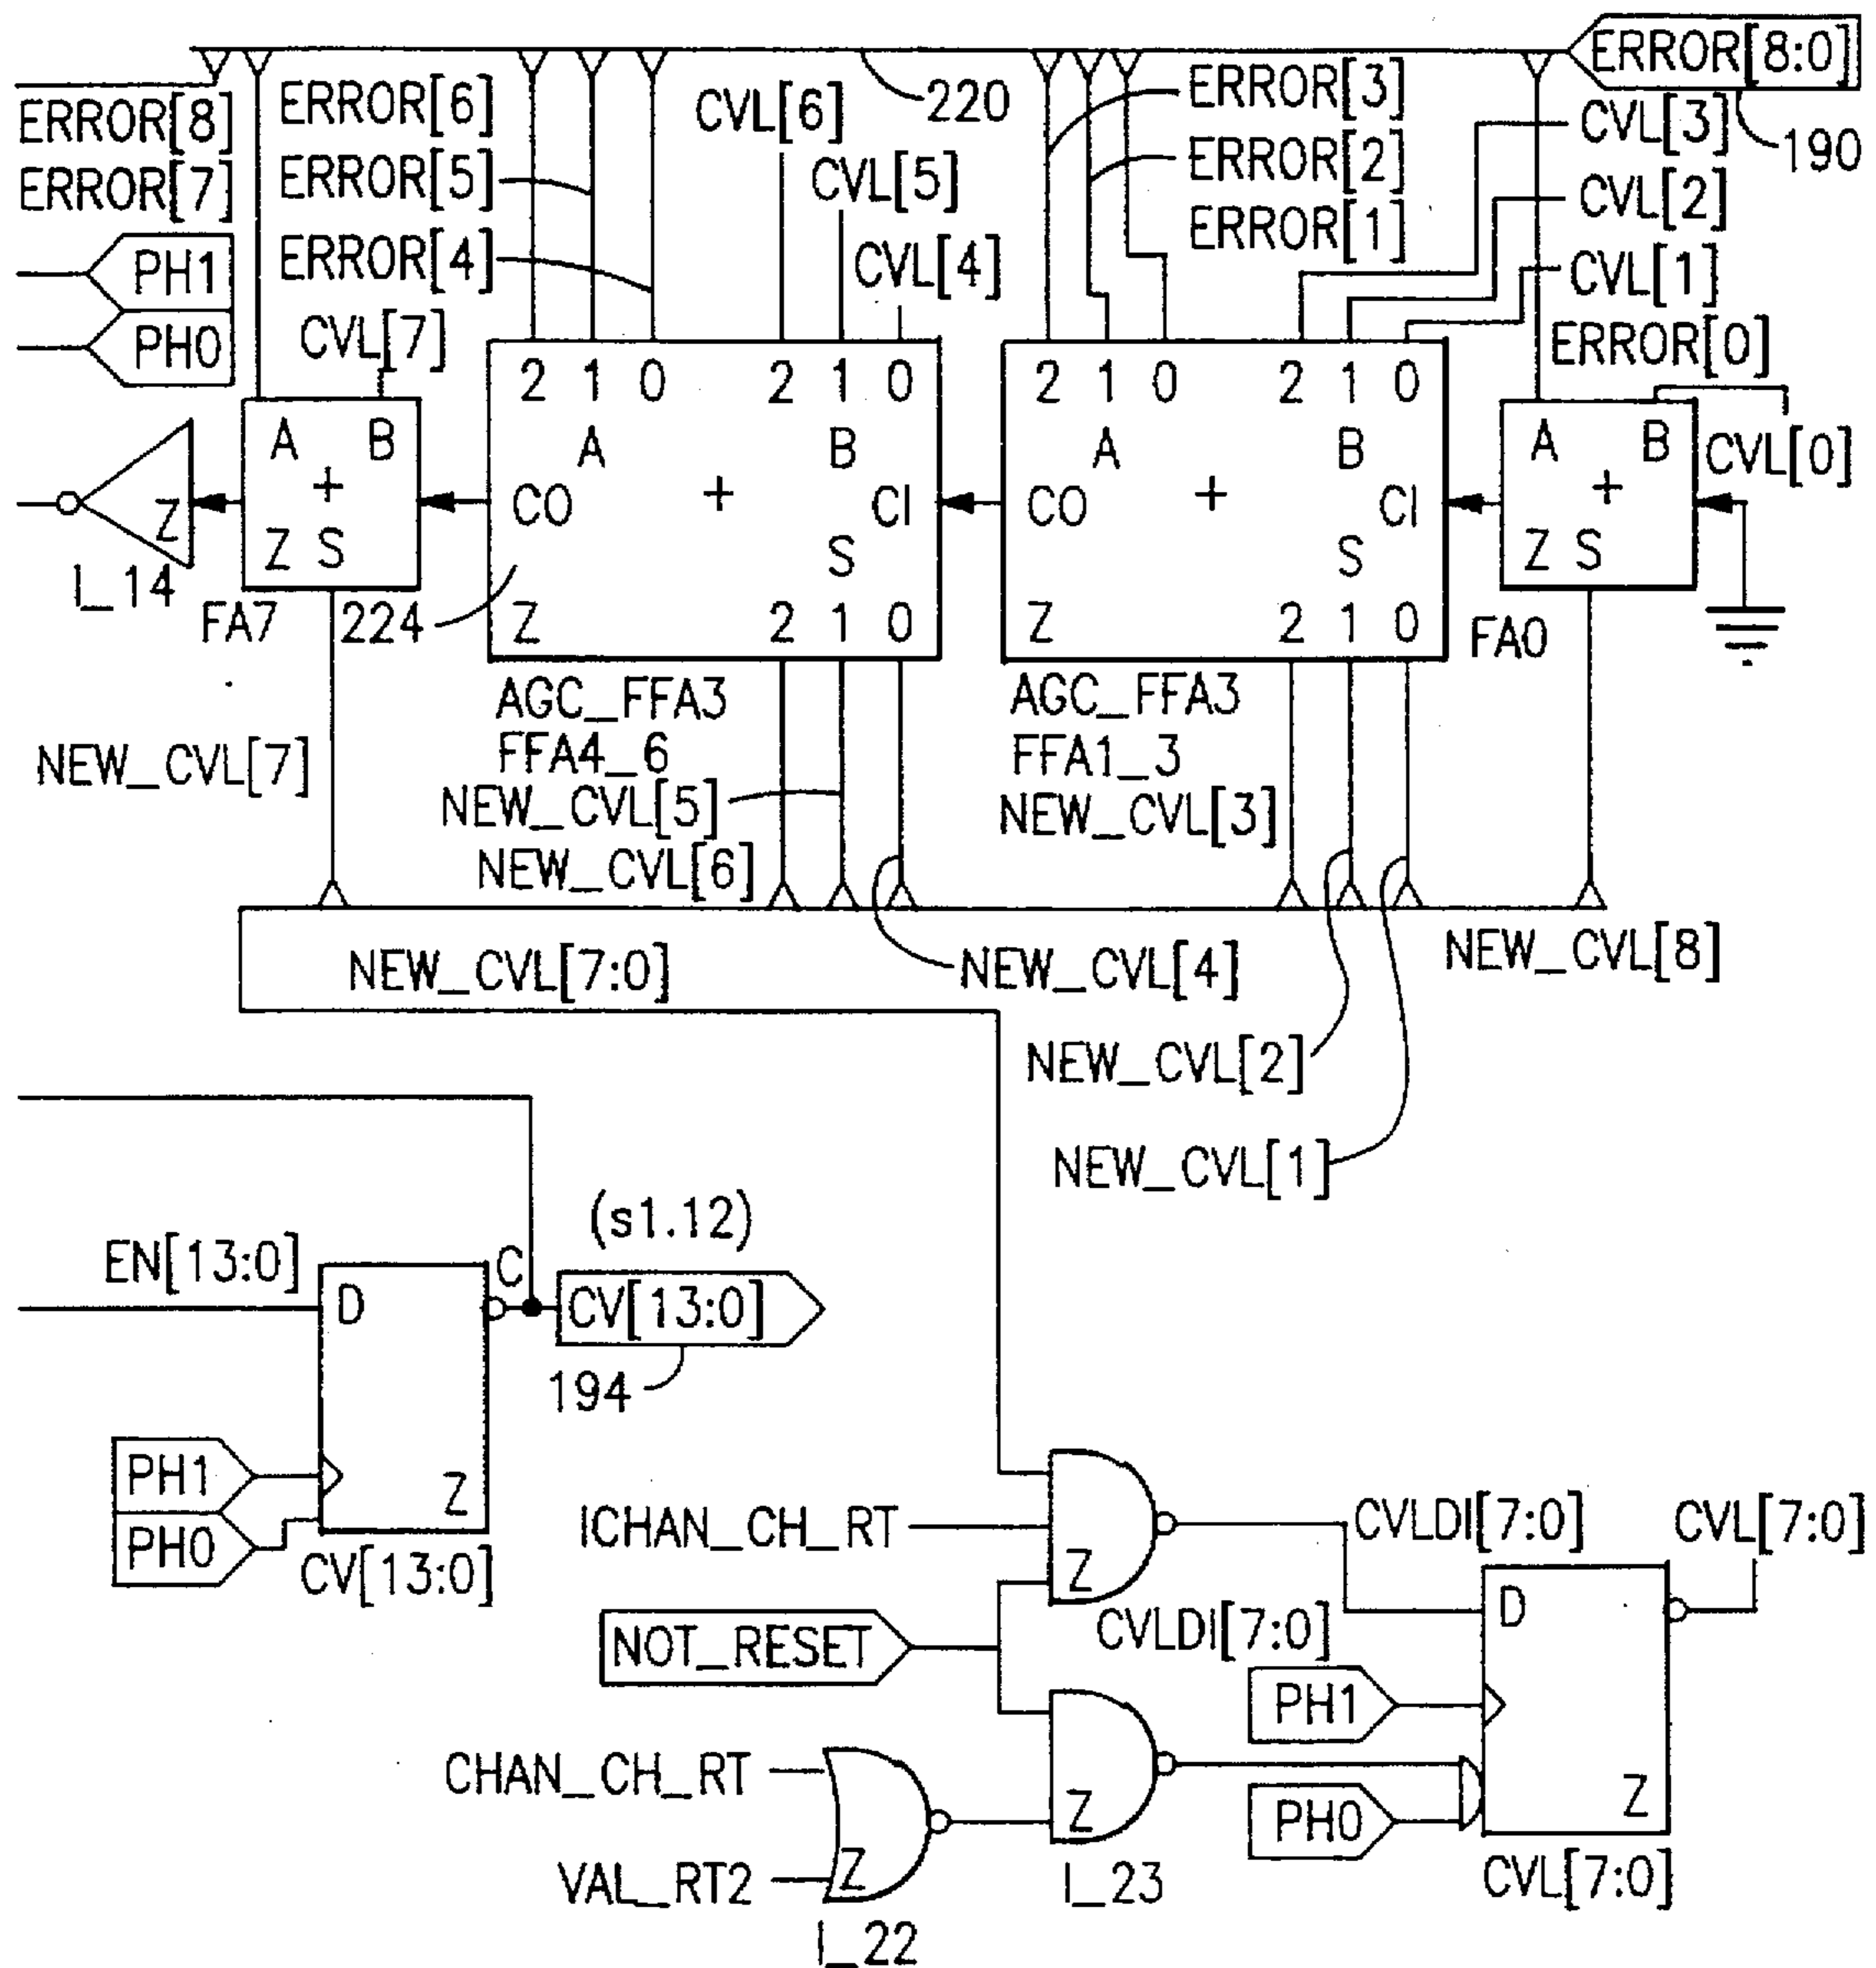 ERROR[8:0]
190
220
ERROR[8]
ERROR[7]
ERROR[6]
ERROR[5]
ERROR[4]
CVL[6]
CVL[5]
CVL[4]
ERROR[3]
ERROR[2]
ERROR[1]
CVL[3]
CVL[2]
CVL[1]
ERROR[0]
CVL[0]
PH1
PH0
CVL[7]
Z
I_14
A B
+
Z S
FA7
224
2 1 0 2 1 0
A B
CO + CI
S
Z 2 1 0
AGC_FFA3
FFA4_6
2 1 0 2 1 0
A B
CO + CI
S
Z 2 1 0
AGC_FFA3
FFA1_3
A B
+
Z S
FA0
NEW_CVL[7]
NEW_CVL[5]
NEW_CVL[6]
NEW_CVL[3]
NEW_CVL[7:0]
NEW_CVL[4]
NEW_CVL[8]
NEW_CVL[2]
NEW_CVL[1]
(s1.12)
EN[13:0]
D
C
CV[13:0]
194
PH1
PH0
Z
CV[13:0]
ICHAN_CH_RT
Z
CVLDI[7:0]
CVL[7:0]
NOT_RESET
CVLDI[7:0]
D
PH1
CHAN_CH_RT
Z
PH0
Z
VAL_RT2
Z
I_23
CVL[7:0]
I_22